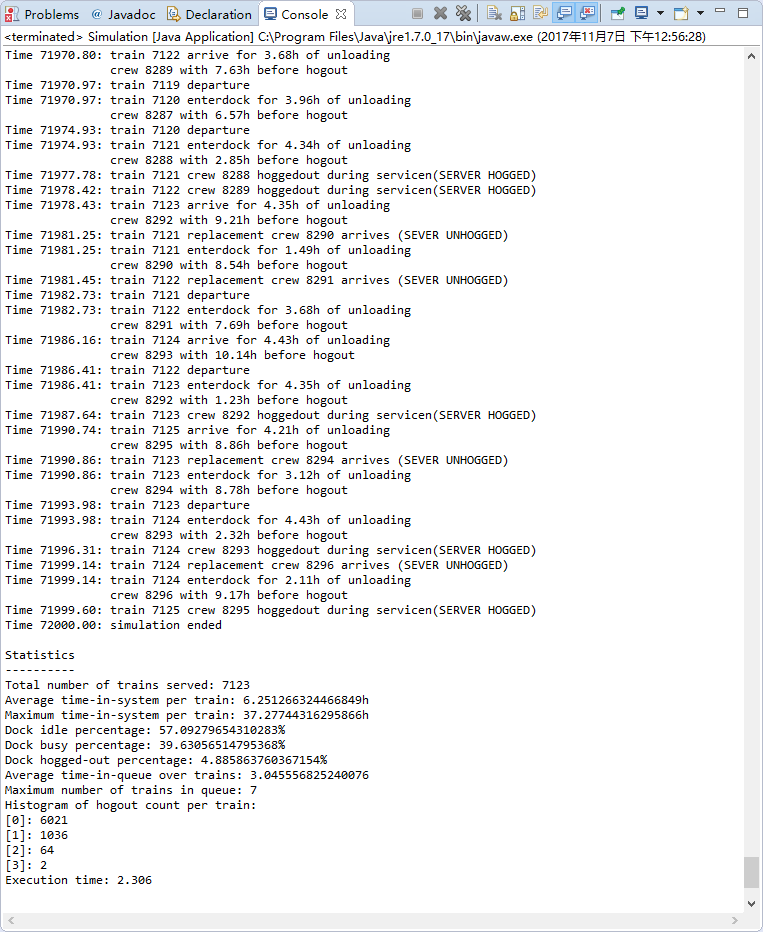 Problems @ Javadoc Declaration Console
<terminated> Simulation [Java Application] C:\Program Files\Java\jre1.7.0_17\bin\javaw.exe (2017年11月7日 下午12:56:28)
Time 71970.80: train 7122 arrive for 3.68h of unloading
crew 8289 with 7.63h before hogout
Time 71970.97: train 7119 departure
Time 71970.97: train 7120 enterdock for 3.96h of unloading
crew 8287 with 6.57h before hogout
Time 71974.93: train 7120 departure
Time 71974.93: train 7121 enterdock for 4.34h of unloading
crew 8288 with 2.85h before hogout
Time 71977.78: train 7121 crew 8288 hoggedout during servicen(SERVER HOGGED)
Time 71978.42: train 7122 crew 8289 hoggedout during servicen(SERVER HOGGED)
Time 71978.43: train 7123 arrive for 4.35h of unloading
crew 8292 with 9.21h before hogout
Time 71981.25: train 7121 replacement crew 8290 arrives (SEVER UNHOGGED)
Time 71981.25: train 7121 enterdock for 1.49h of unloading
crew 8290 with 8.54h before hogout
Time 71981.45: train 7122 replacement crew 8291 arrives (SEVER UNHOGGED)
Time 71982.73: train 7121 departure
Time 71982.73: train 7122 enterdock for 3.68h of unloading
crew 8291 with 7.69h before hogout
Time 71986.16: train 7124 arrive for 4.43h of unloading
crew 8293 with 10.14h before hogout
Time 71986.41: train 7122 departure
Time 71986.41: train 7123 enterdock for 4.35h of unloading
crew 8292 with 1.23h before hogout
Time 71987.64: train 7123 crew 8292 hoggedout during servicen(SERVER HOGGED)
Time 71990.74: train 7125 arrive for 4.21h of unloading
crew 8295 with 8.86h before hogout
Time 71990.86: train 7123 replacement crew 8294 arrives (SEVER UNHOGGED)
Time 71990.86: train 7123 enterdock for 3.12h of unloading
crew 8294 with 8.78h before hogout
Time 71993.98: train 7123 departure
Time 71993.98: train 7124 enterdock for 4.43h of unloading
crew 8293 with 2.32h before hogout
Time 71996.31: train 7124 crew 8293 hoggedout during servicen(SERVER HOGGED)
Time 71999.14: train 7124 replacement crew 8296 arrives (SEVER UNHOGGED)
Time 71999.14: train 7124 enterdock for 2.11h of unloading
crew 8296 with 9.17h before hogout
Time 71999.60: train 7125 crew 8295 hoggedout during servicen(SERVER HOGGED)
Time 72000.00: simulation ended
Statistics
----------
Total number of trains served: 7123
Average time-in-system per train: 6.251266324466849h
Maximum time-in-system per train: 37.27744316295866h
Dock idle percentage: 57.09279654310283%
Dock busy percentage: 39.63056514795368%
Dock hogged-out percentage: 4.885863760367154%
Average time-in-queue over trains: 3.045556825240076
Maximum number of trains in queue: 7
Histogram of hogout count per train:
[0]: 6021
[1]: 1036
[2]: 64
[3]: 2
Execution time: 2.306